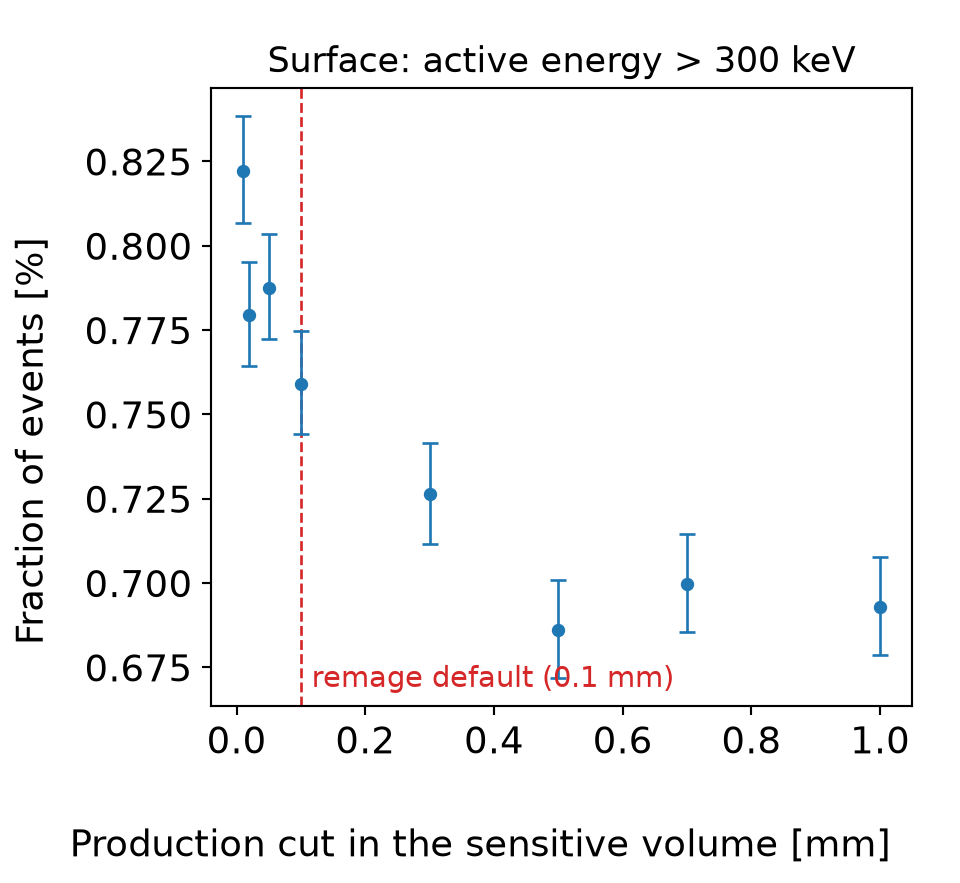 Surface: active energy > 300 keV
Fraction of events [%]
0.825
0.800
0.775
0.750
0.725
0.700
0.675
remage default (0.1 mm)
0.0 0.2 0.4 0.6 0.8 1.0
Production cut in the sensitive volume [mm]